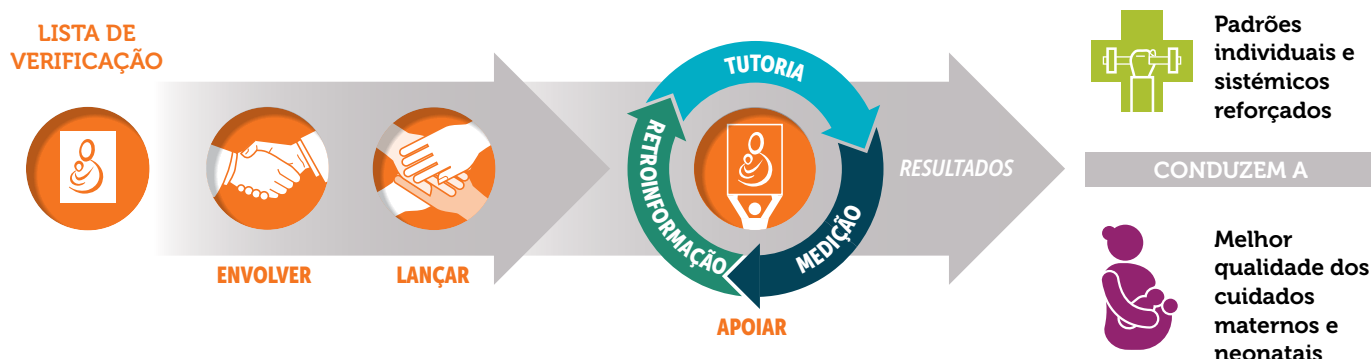 LISTA DE
VERIFICAÇÃO
ENVOLVER
LANÇAR
TUTORIA
MEDIÇÃO
RETROINFORMAÇÃO
APOIAR
RESULTADOS
Padrões
individuais e
sistémicos
reforçados
CONDUZEM A
Melhor
qualidade dos
cuidados
maternos e
neonatais